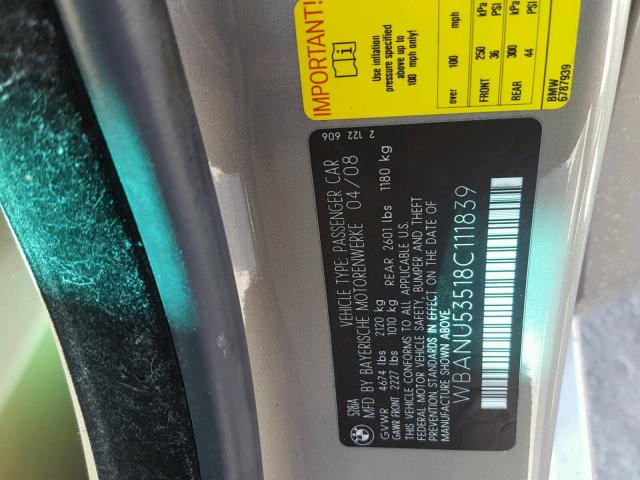 IMPORTANT!
Use inflation
pressure specified
above up to
100 mph only!
over 100 mph
FRONT 250 kPa 36 PSI
REAR 300 kPa 44 PSI
BMW
6787939
2 122 606
528iA
VEHICLE TYPE: PASSENGER CAR
MFD BY BAYERISCHE MOTORENWERKE 04/08
GVWR 4674 lbs 2120 kg
GAWR FRONT 2227 lbs 1010 kg REAR 2601 lbs 1180 kg
THIS VEHICLE CONFORMS TO ALL APPLICABLE U.S.
FEDERAL MOTOR VEHICLE SAFETY, BUMPER AND THEFT
PREVENTION STANDARDS IN EFFECT ON THE DATE OF
MANUFACTURE SHOWN ABOVE.
WBANU53518C111839